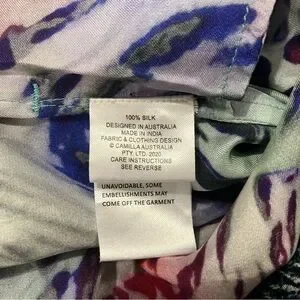 100% SILK
DESIGNED IN AUSTRALIA
MADE IN INDIA
FABRIC & CLOTHING DESIGN
© CAMILLA AUSTRALIA
PTY. LTD. 2020
CARE INSTRUCTIONS
SEE REVERSE
UNAVOIDABLE, SOME
EMBELLISHMENTS MAY
COME OFF THE GARMENT